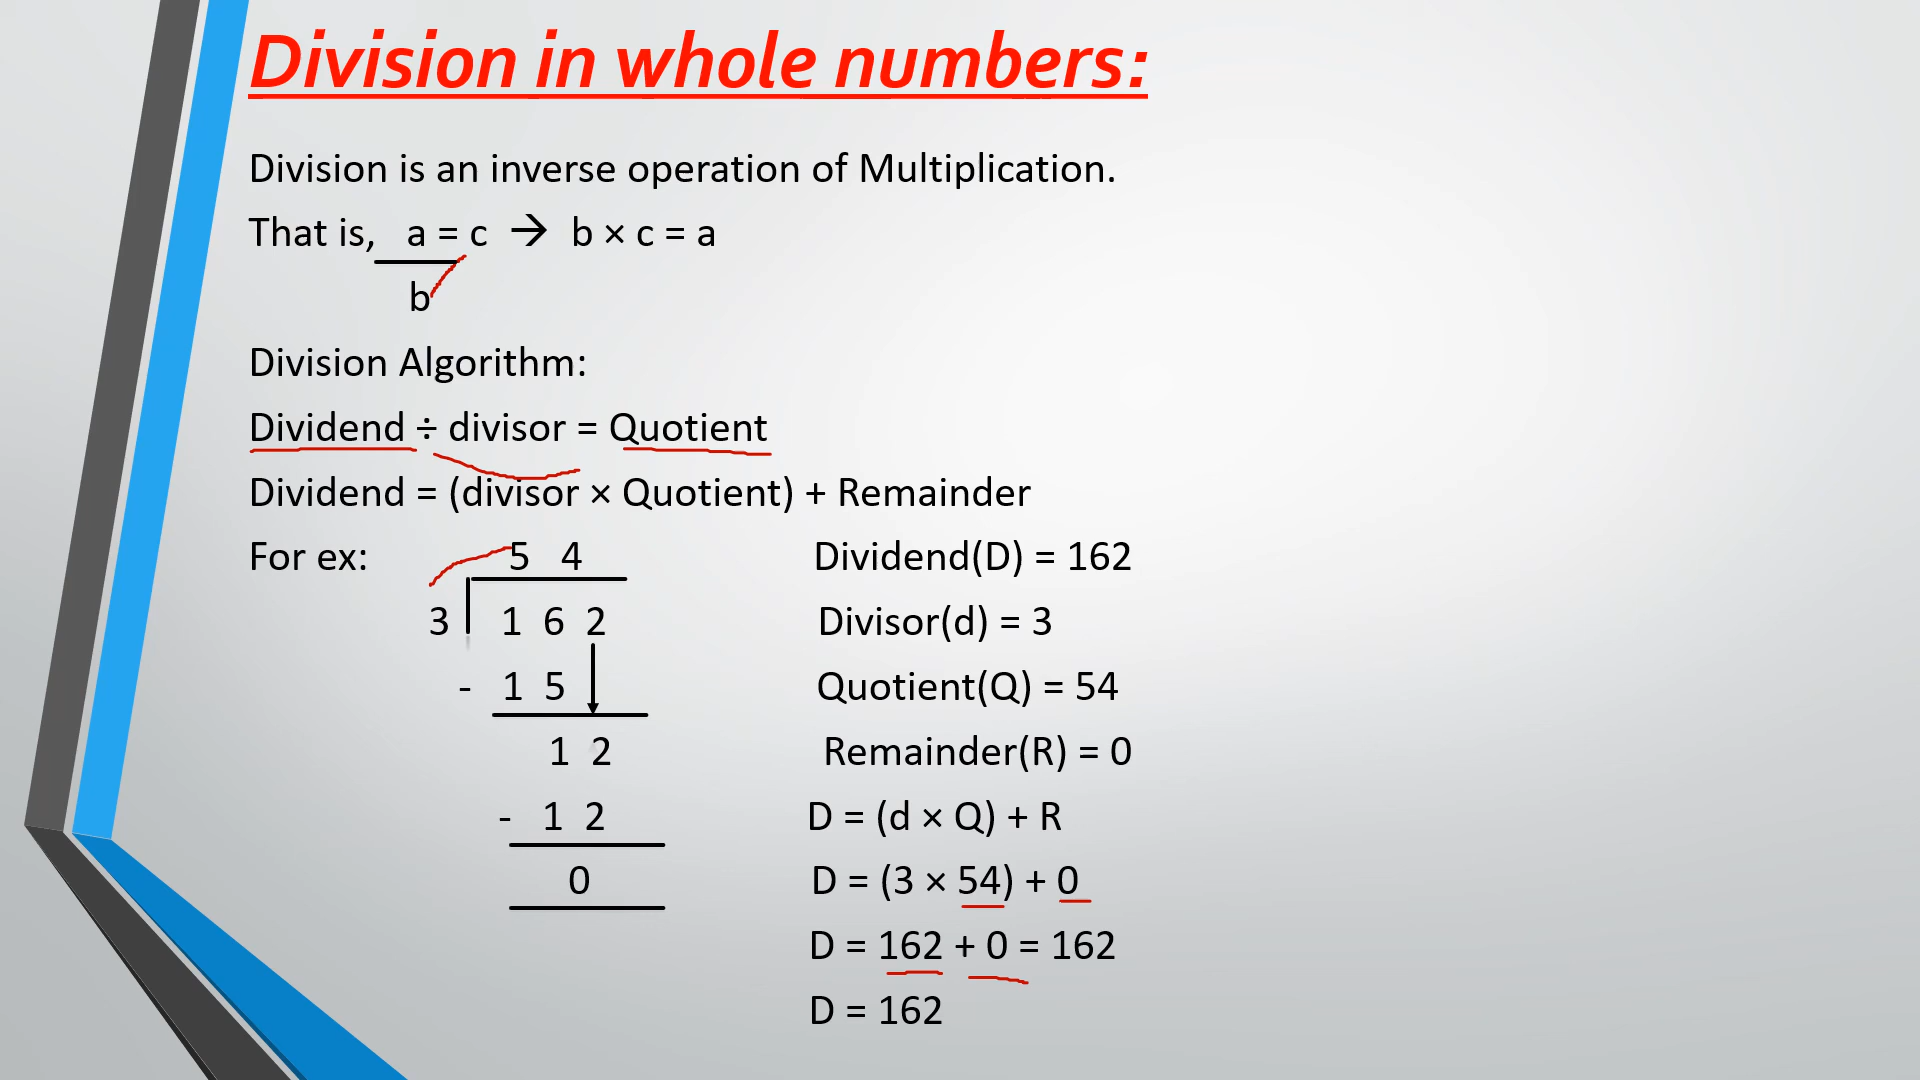 Division in whole numbers:
Division is an inverse operation of Multiplication.
That is, a = c → b × c = a
b
Division Algorithm:
Dividend ÷ divisor = Quotient
Dividend = (divisor × Quotient) + Remainder
For ex: 5 4 Dividend(D) = 162
3 1 6 2 Divisor(d) = 3
- 1 5 Quotient(Q) = 54
1 2 Remainder(R) = 0
- 1 2 D = (d × Q) + R
0 D = (3 × 54) + 0
D = 162 + 0 = 162
D = 162